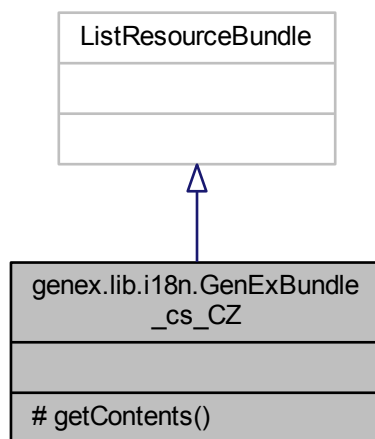 ListResourceBundle
genex.lib.i18n.GenExBundle
_cs_CZ
# getContents()